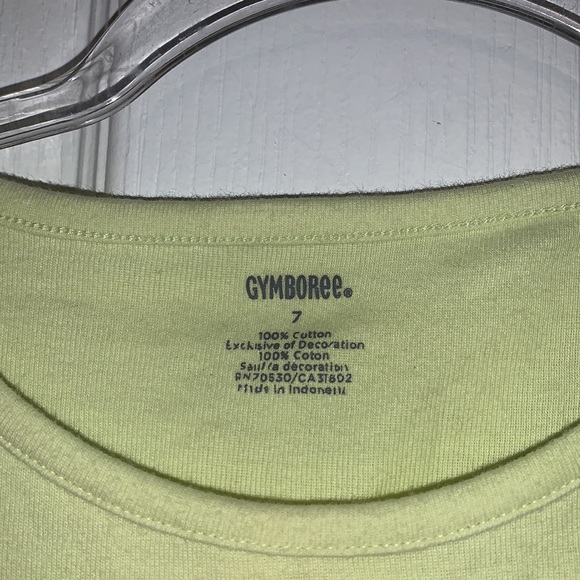 GYMBOREE®
7
100% Cotton
Exclusive of Decoration
100% Coton
Sauf la décoration
RN70530/CA31602
Made in Indonesia